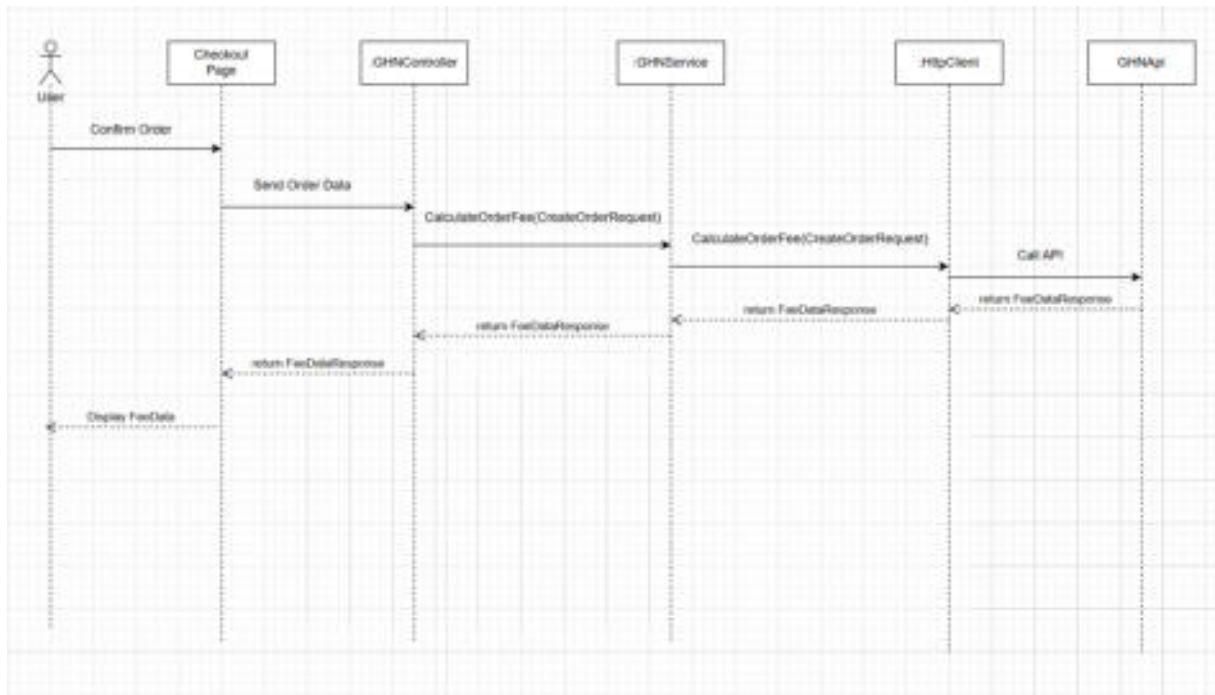 Checkout
Page
:GHNController
:GHNService
:HttpClient
GHNApi
User
Confirm Order
Send Order Data
CalculateOrderFee(CreateOrderRequest)
CalculateOrderFee(CreateOrderRequest)
Call API
return FeeDataResponse
return FeeDataResponse
return FeeDataResponse
return FeeDataResponse
Display FeeData